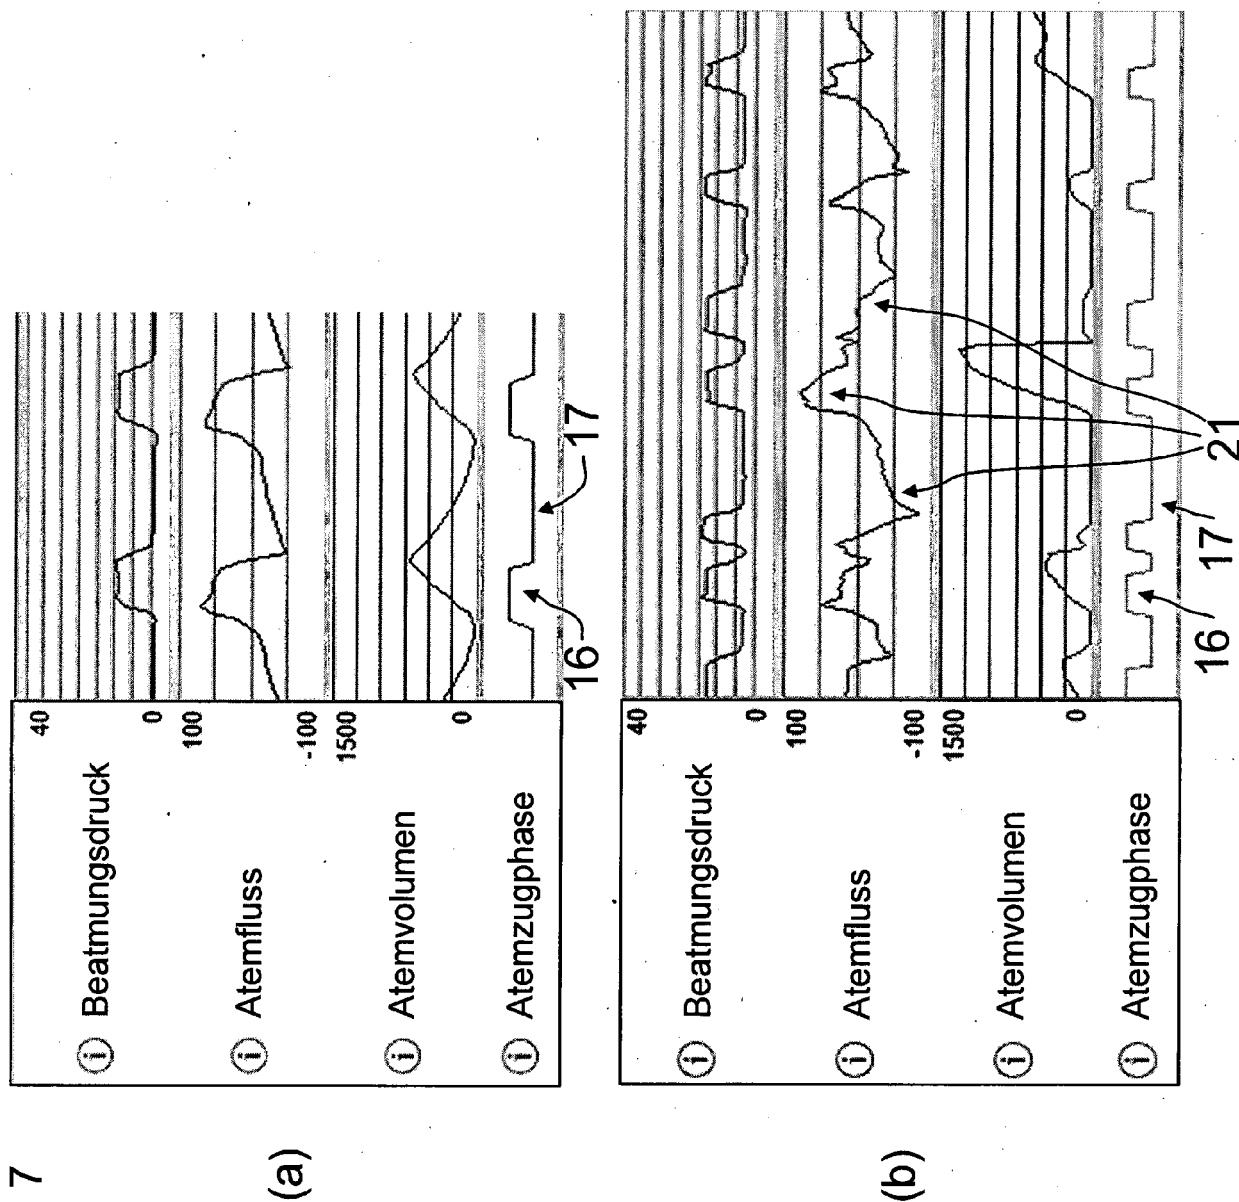 7
(a)
ⓘ Beatmungsdruck
40
0
ⓘ Atemfluss
100
-100
ⓘ Atemvolumen
1500
0
ⓘ Atemzugphase
16
17
(b)
ⓘ Beatmungsdruck
40
0
ⓘ Atemfluss
100
-100
ⓘ Atemvolumen
1500
0
ⓘ Atemzugphase
16
17
21